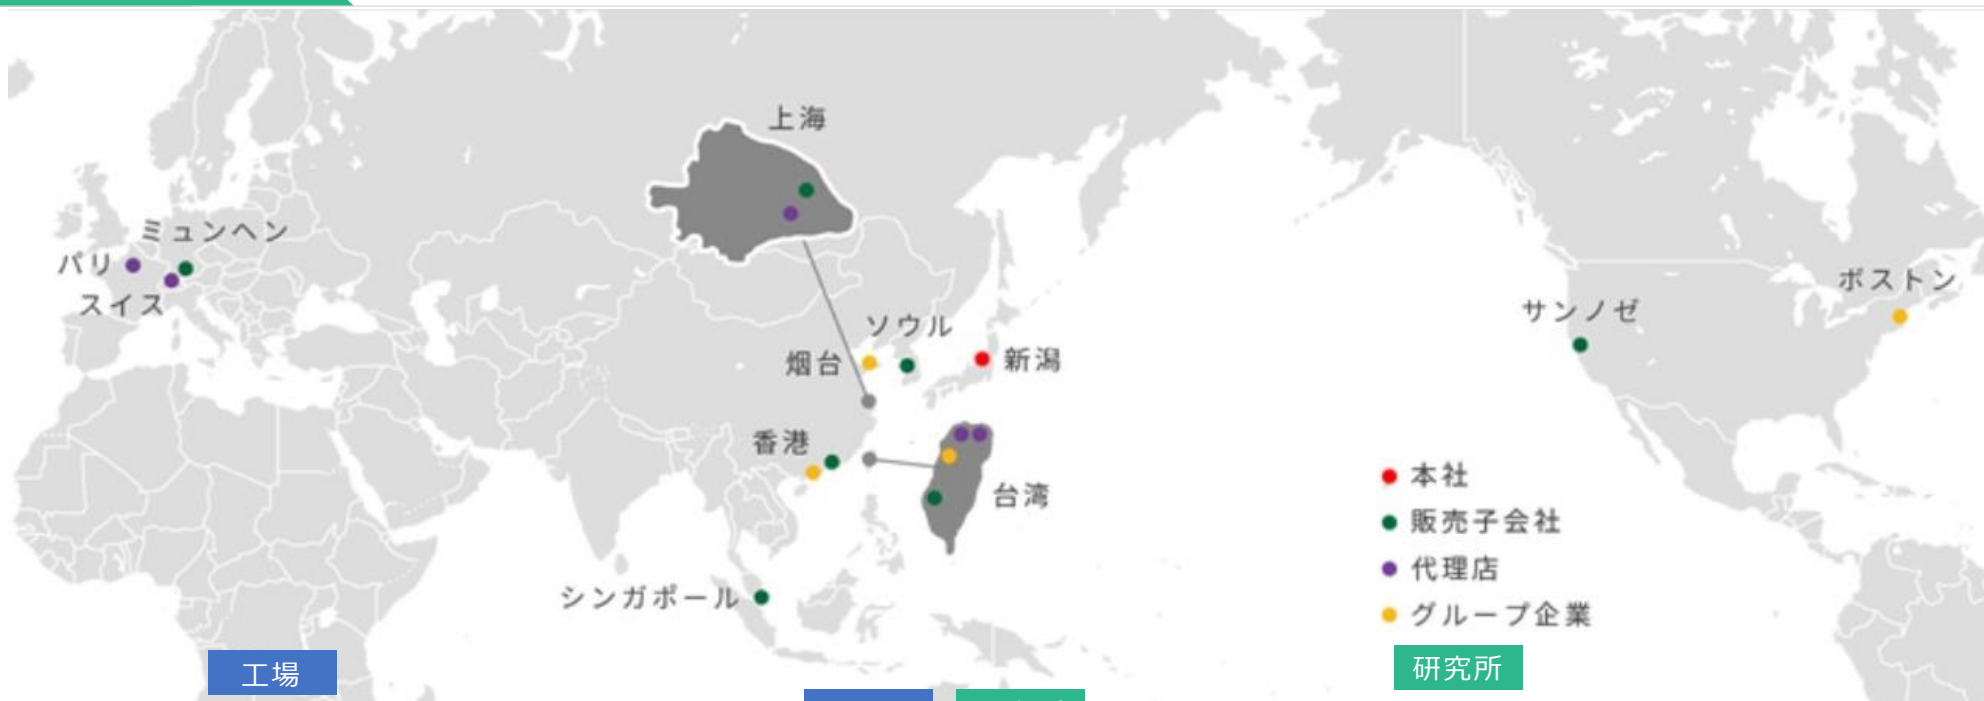 上海
ミュンヘン
パリ
スイス
ボストン
サンノゼ
ソウル
烟台
新潟
香港
台湾
シンガポール
本社
販売子会社
代理店
グループ企業
工場
研究所